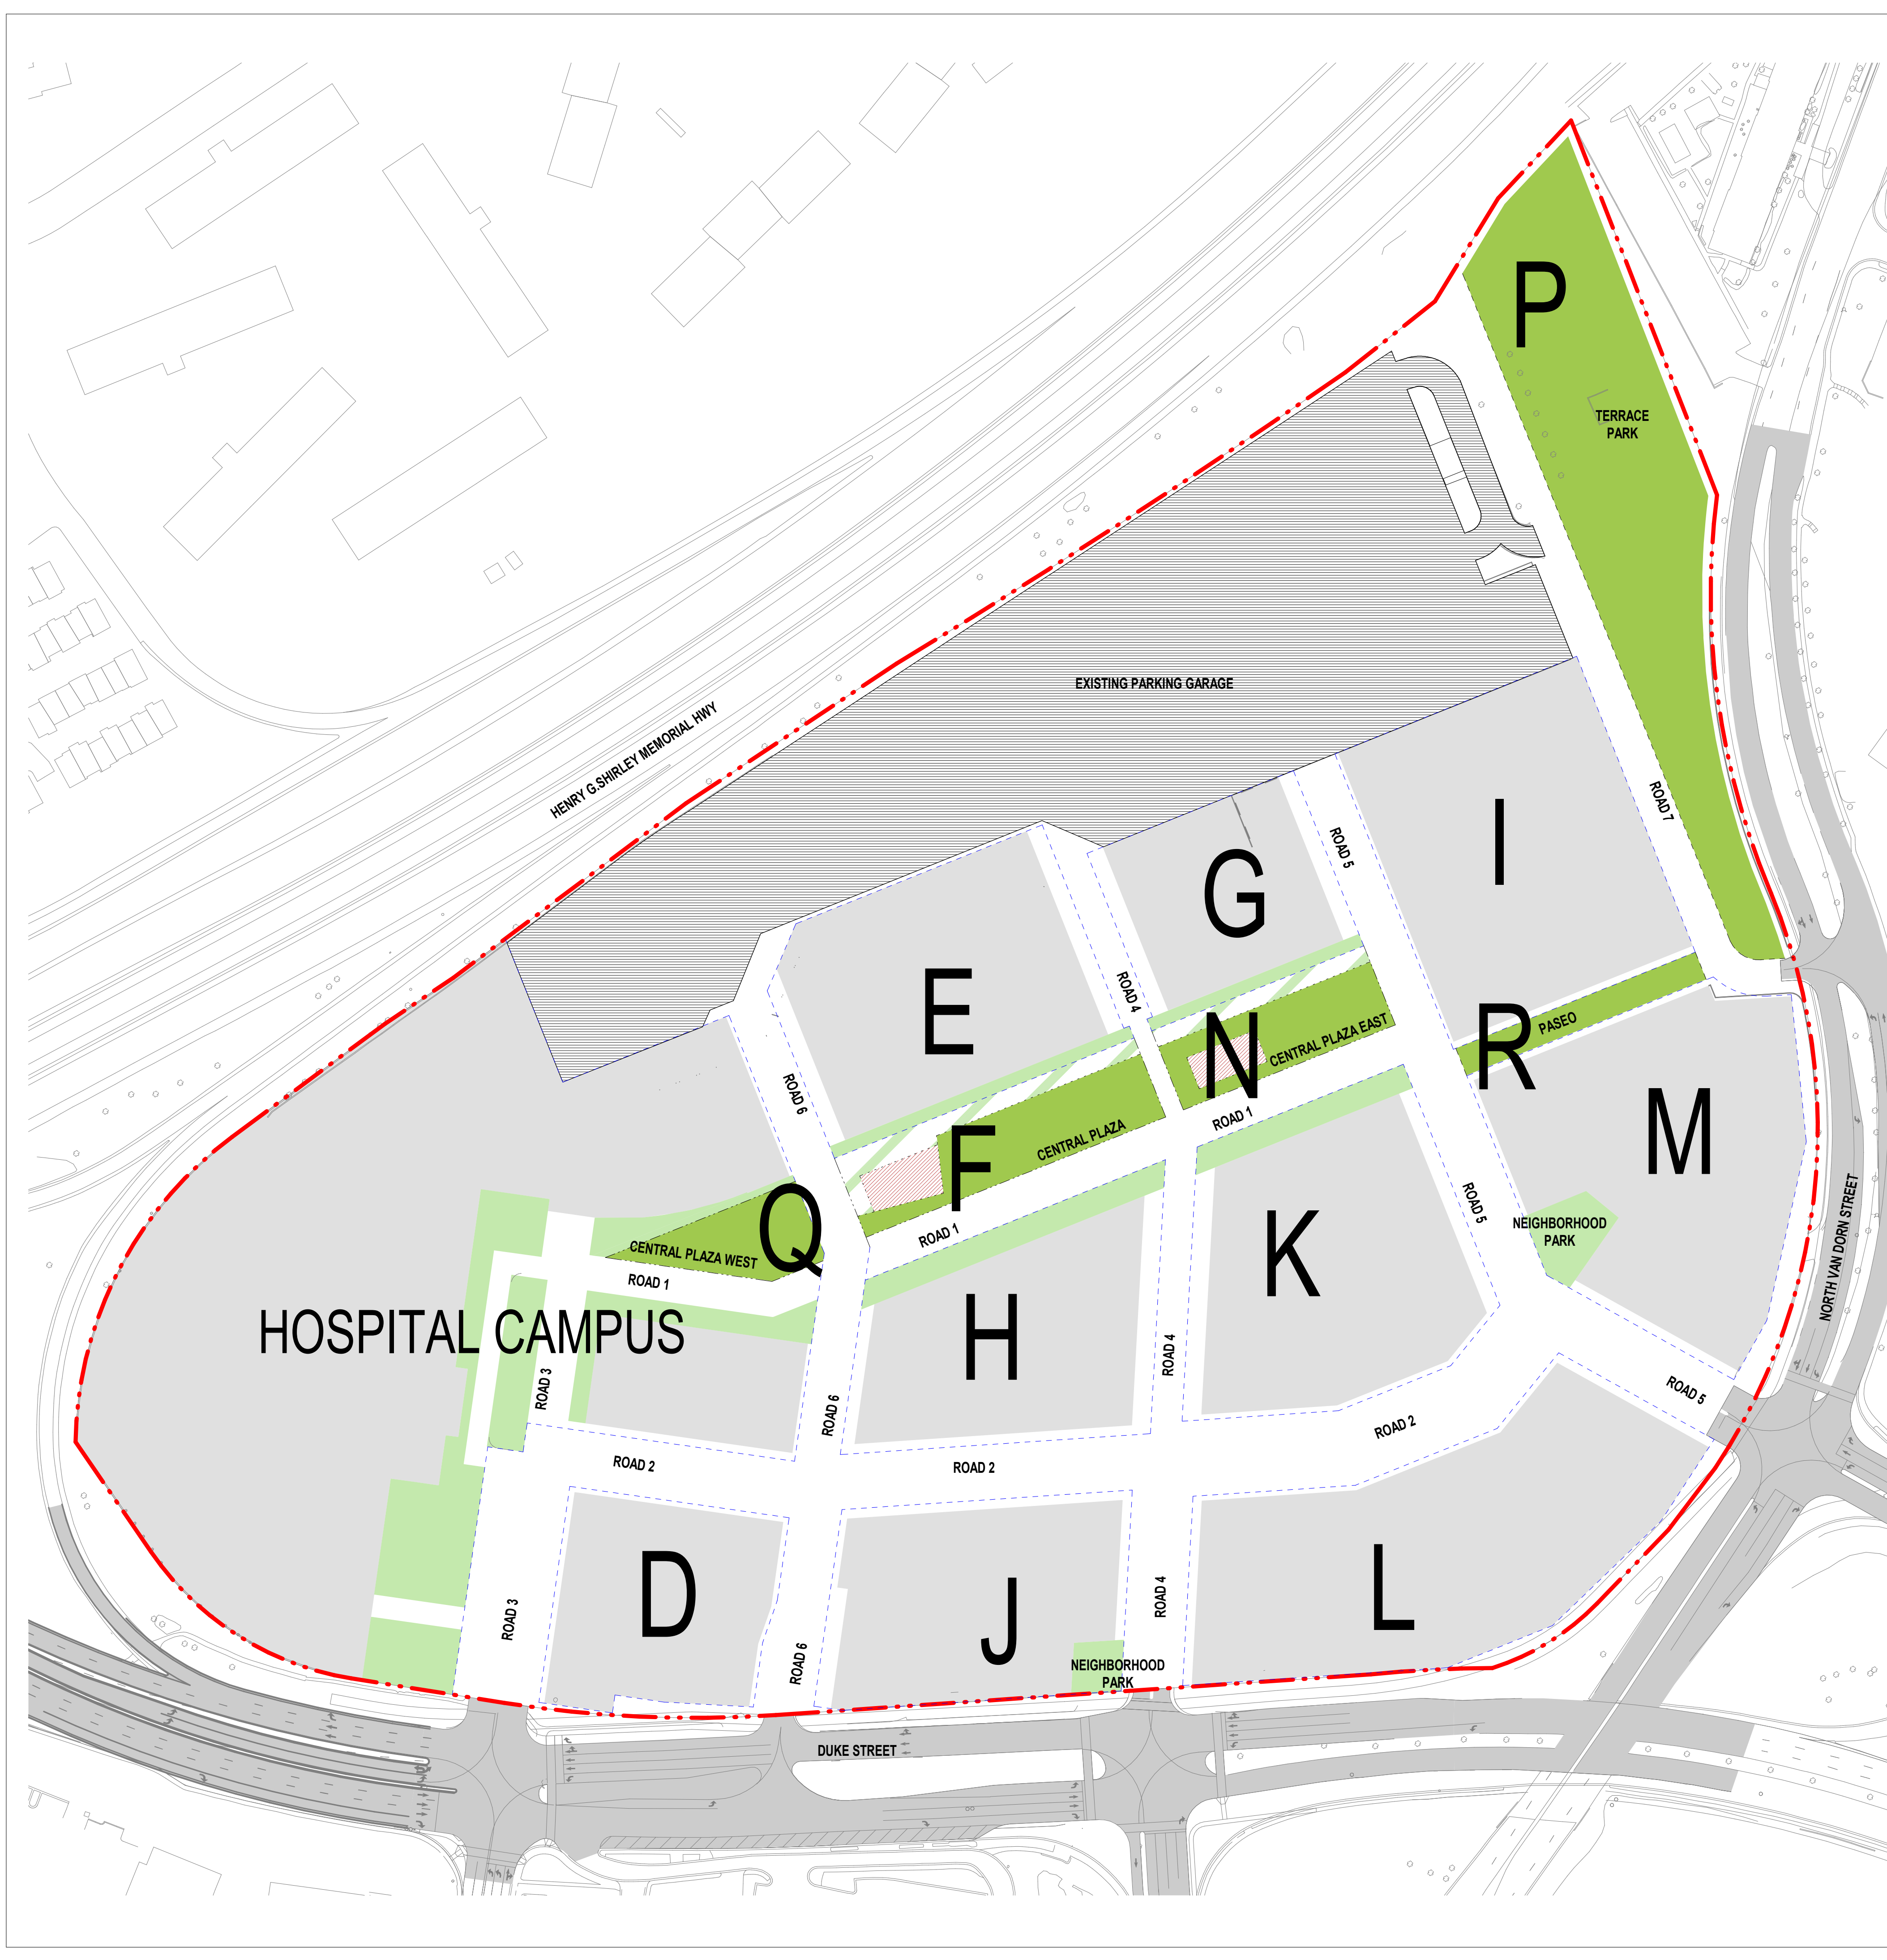 P
TERRACE
PARK
EXISTING PARKING GARAGE
HENRY G.SHIRLEY MEMORIAL HWY
ROAD 7
I
ROAD 5
G
E
ROAD 4
N
CENTRAL PLAZA EAST
R
PASEO
ROAD 6
ROAD 1
M
F
CENTRAL PLAZA
Q
CENTRAL PLAZA WEST
ROAD 1
ROAD 1
ROAD 5
NEIGHBORHOOD
PARK
NORTH VAN DORN STREET
K
HOSPITAL CAMPUS
H
ROAD 3
ROAD 4
ROAD 6
ROAD 5
ROAD 2
ROAD 2
ROAD 2
D
J
L
ROAD 3
ROAD 4
ROAD 6
NEIGHBORHOOD
PARK
DUKE STREET